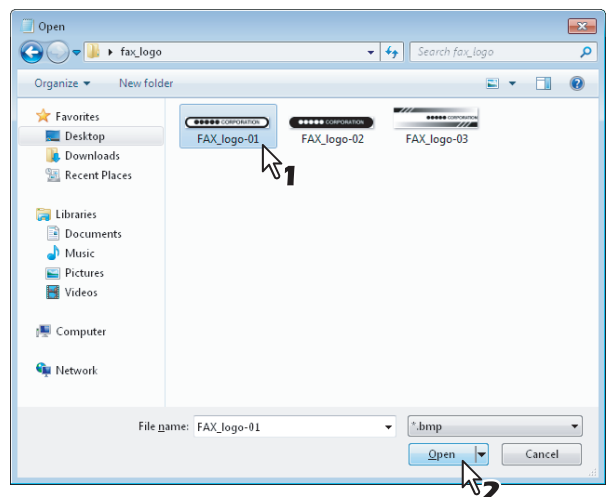 Open
fax_logo
Search fax_logo
Organize
New folder
Favorites
Desktop
Downloads
Recent Places
Libraries
Documents
Music
Pictures
Videos
Computer
Network
●●●●● CORPORATION
●●●●● CORPORATION
●●●●● CORPORATION
FAX_logo-01
FAX_logo-02
FAX_logo-03
1
File name: FAX_logo-01
*.bmp
Open
Cancel
2